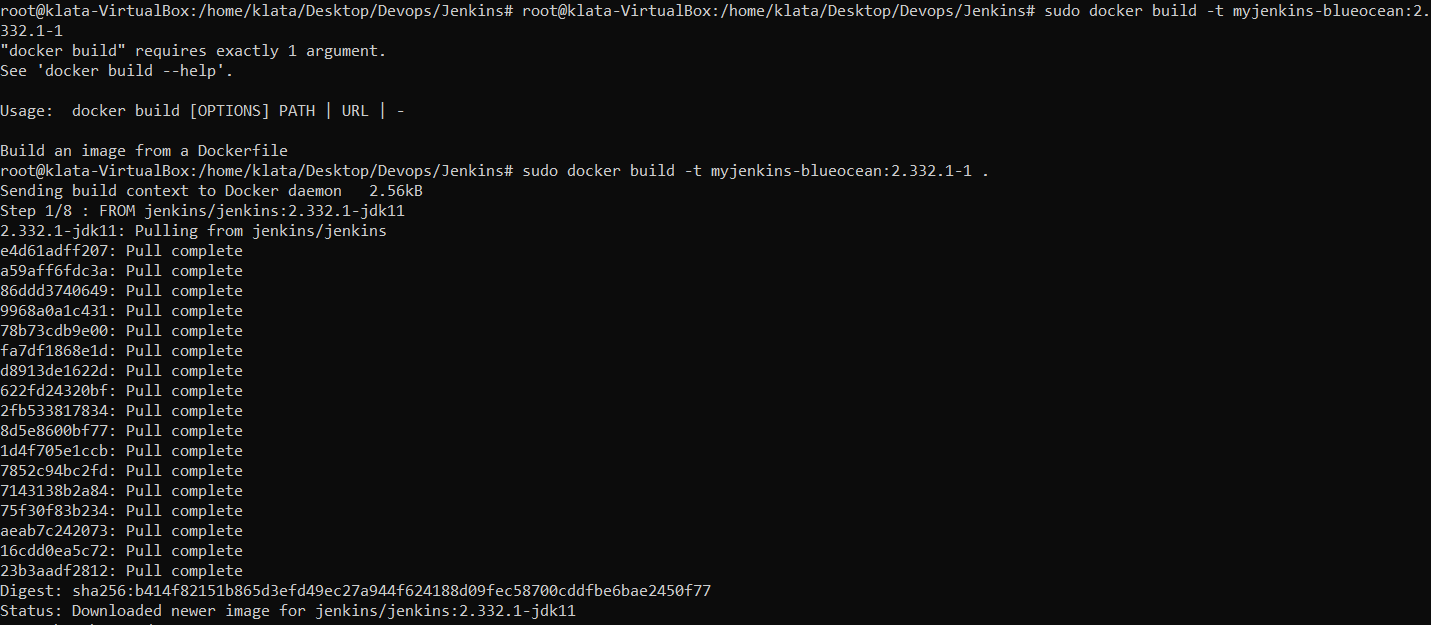 root@klata-VirtualBox:/home/klata/Desktop/Devops/Jenkins# root@klata-VirtualBox:/home/klata/Desktop/Devops/Jenkins# sudo docker build -t myjenkins-blueocean:2.
332.1-1
"docker build" requires exactly 1 argument.
See 'docker build --help'.
Usage:  docker build [OPTIONS] PATH | URL | -
Build an image from a Dockerfile
root@klata-VirtualBox:/home/klata/Desktop/Devops/Jenkins# sudo docker build -t myjenkins-blueocean:2.332.1-1 .
Sending build context to Docker daemon   2.56kB
Step 1/8 : FROM jenkins/jenkins:2.332.1-jdk11
2.332.1-jdk11: Pulling from jenkins/jenkins
e4d61adff207: Pull complete
a59aff6fdc3a: Pull complete
86ddd3740649: Pull complete
9968a0a1c431: Pull complete
78b73cdb9e00: Pull complete
fa7df1868e1d: Pull complete
d8913de1622d: Pull complete
622fd24320bf: Pull complete
2fb533817834: Pull complete
8d5e8600bf77: Pull complete
1d4f705e1ccb: Pull complete
7852c94bc2fd: Pull complete
7143138b2a84: Pull complete
75f30f83b234: Pull complete
aeab7c242073: Pull complete
16cdd0ea5c72: Pull complete
23b3aadf2812: Pull complete
Digest: sha256:b414f82151b865d3efd49ec27a944f624188d09fec58700cddfbe6bae2450f77
Status: Downloaded newer image for jenkins/jenkins:2.332.1-jdk11